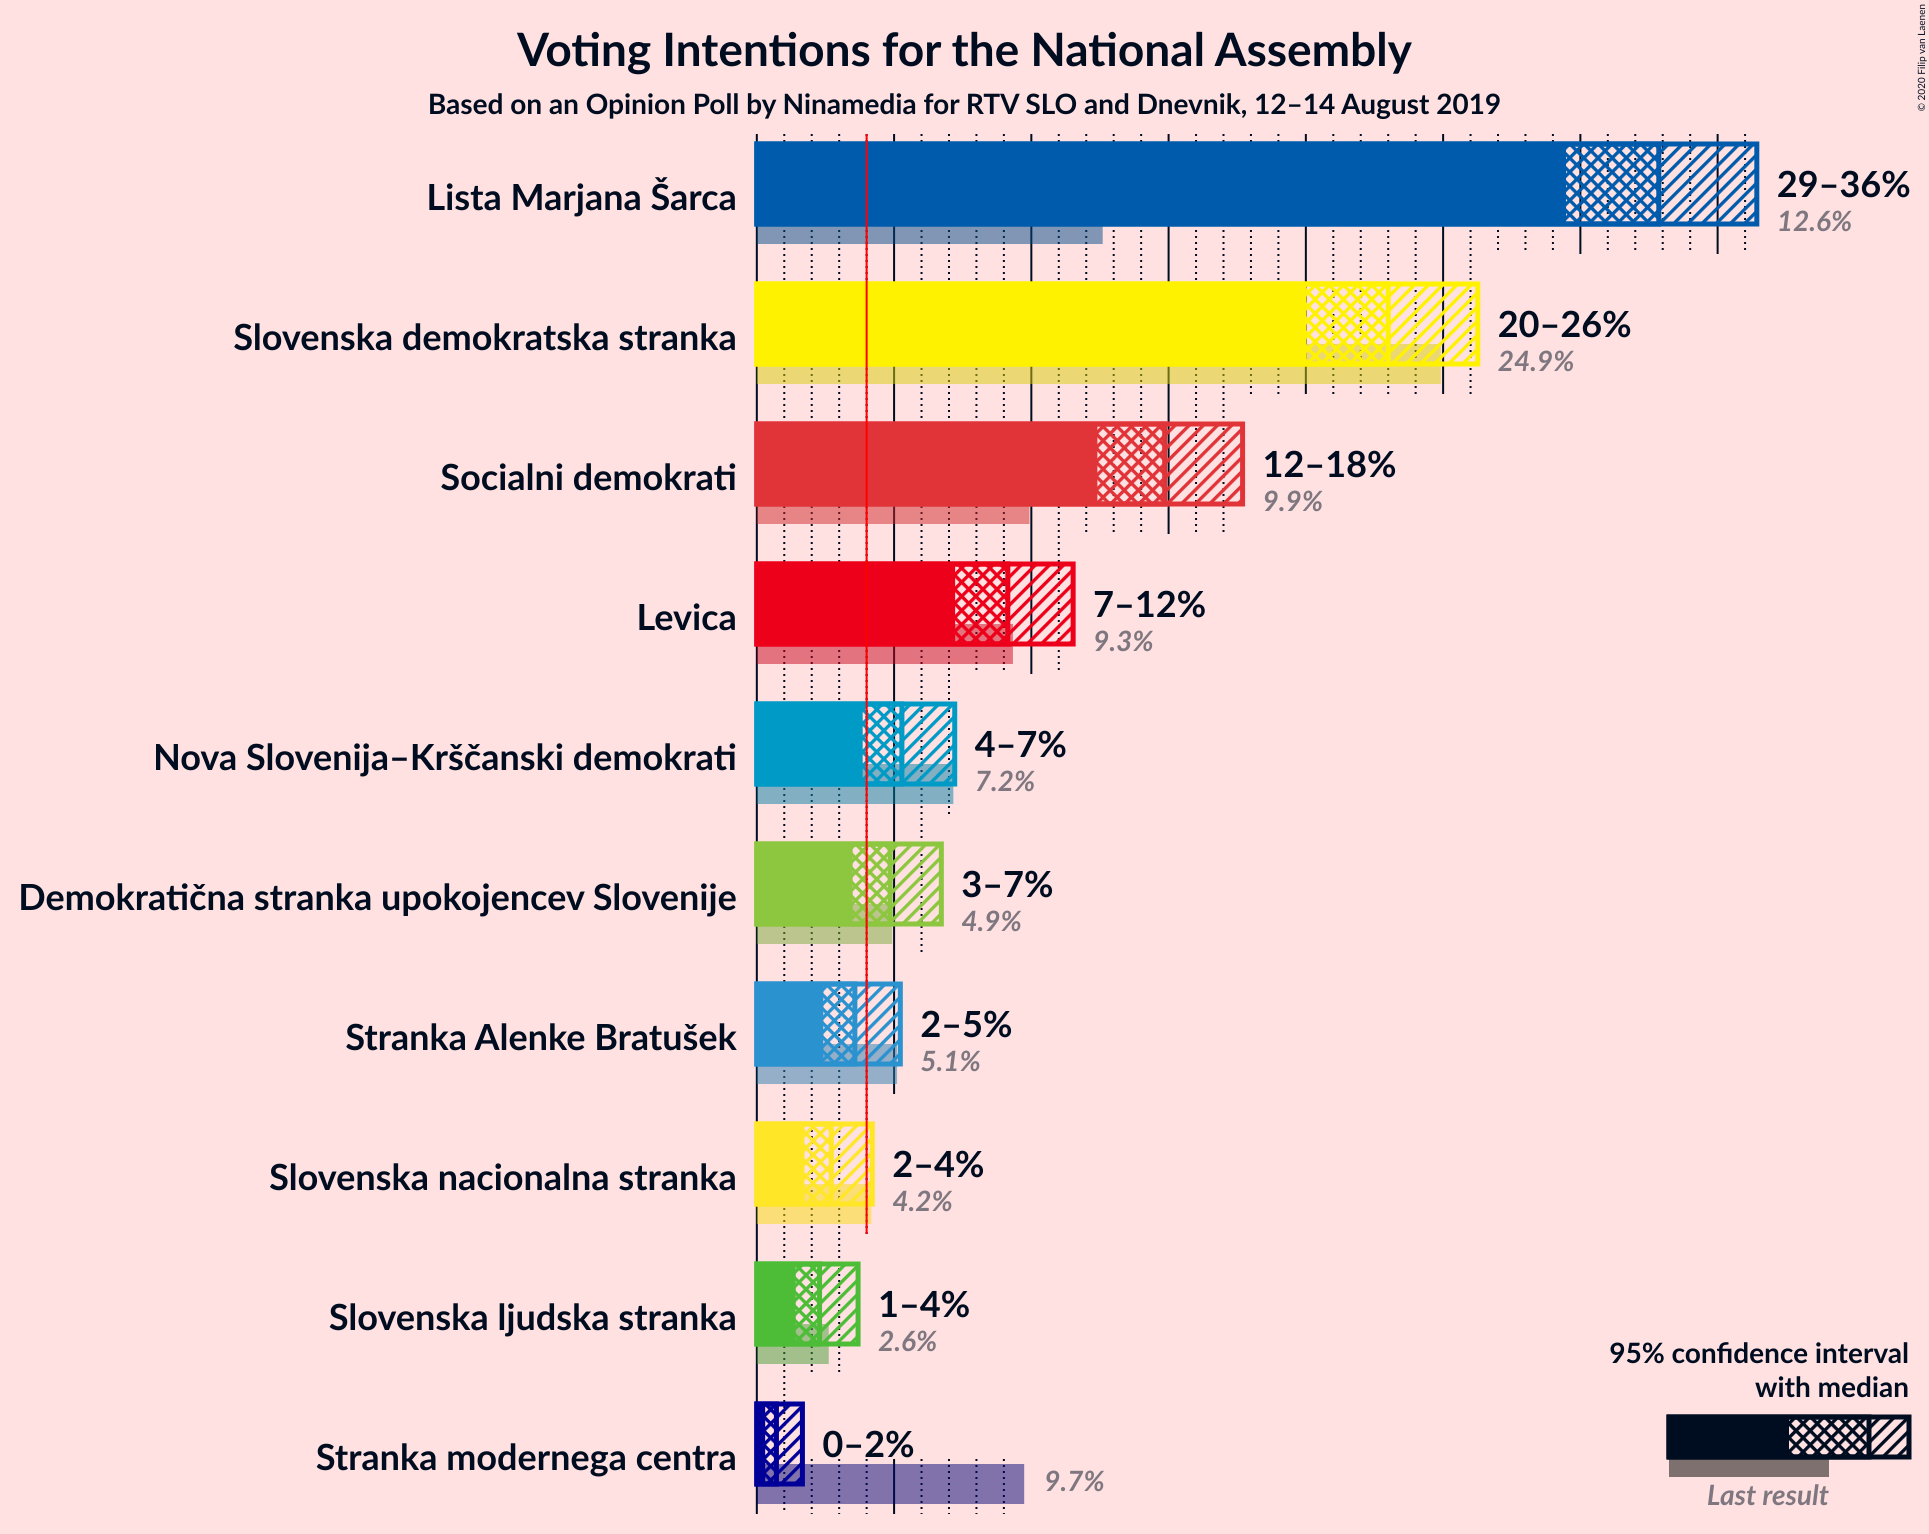 Voting Intentions for the National Assembly
Based on an Opinion Poll by Ninamedia for RTV SLO and Dnevnik, 12–14 August 2019
© 2020 Filip van Laenen
Lista Marjana Šarca
29–36%
12.6%
Slovenska demokratska stranka
20–26%
24.9%
Socialni demokrati
12–18%
9.9%
Levica
7–12%
9.3%
Nova Slovenija–Krščanski demokrati
4–7%
7.2%
Demokratična stranka upokojencev Slovenije
3–7%
4.9%
Stranka Alenke Bratušek
2–5%
5.1%
Slovenska nacionalna stranka
2–4%
4.2%
Slovenska ljudska stranka
1–4%
2.6%
Stranka modernega centra
0–2%
9.7%
95% confidence interval
with median
Last result